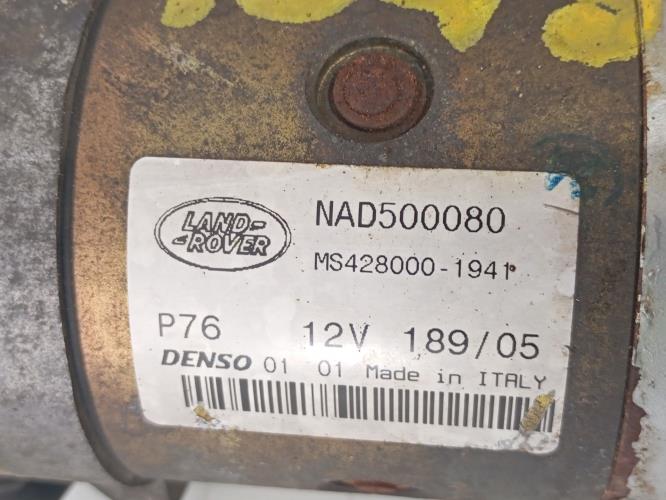 LAND-
-ROVER
NAD500080
MS428000-1941
P76 12V 189/05
DENSO 01 01 Made in ITALY